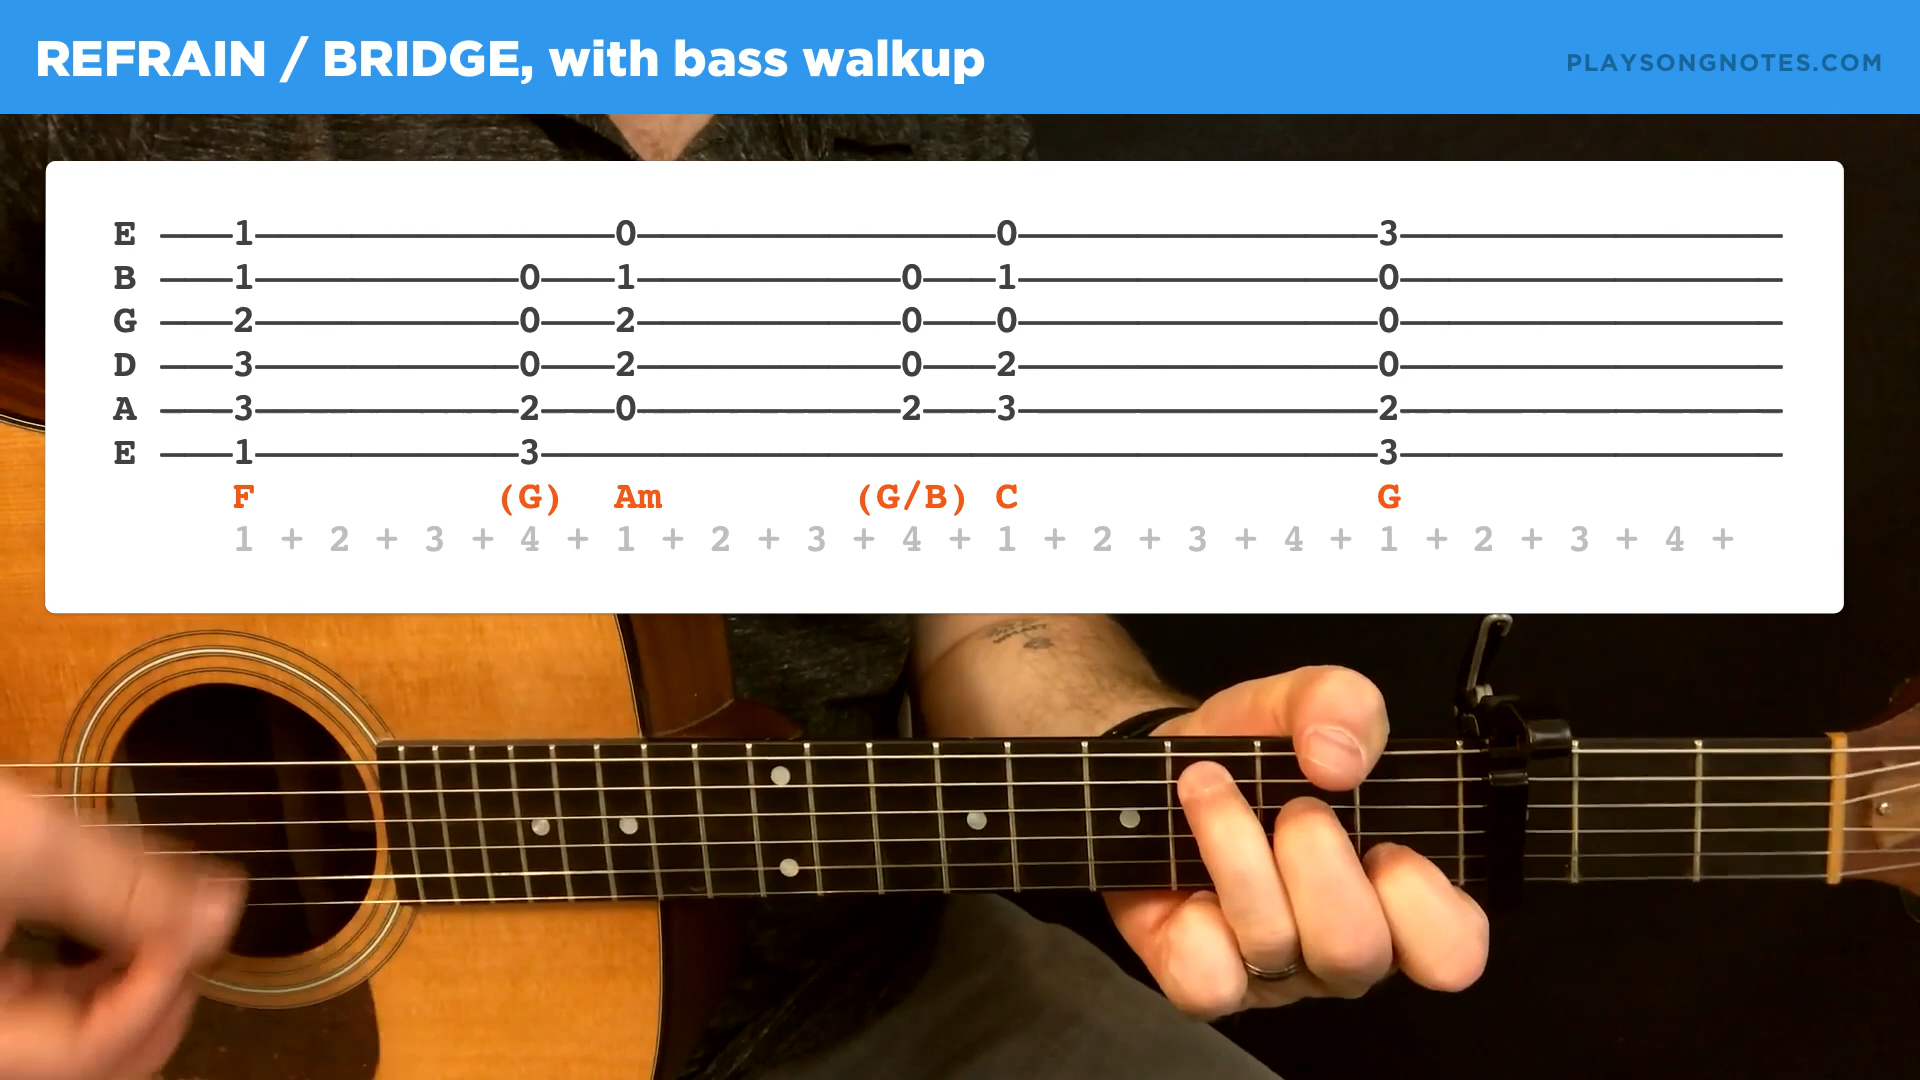 REFRAIN / BRIDGE, with bass walkup
PLAYSONGNOTES.COM
E 1 0 0 3
B 1 0 1 0 1 0
G 2 0 2 0 0 0
D 3 0 2 0 2 0
A 3 2 0 2 3 2
E 1 3 3
F (G) Am (G/B) C G
1 + 2 + 3 + 4 + 1 + 2 + 3 + 4 + 1 + 2 + 3 + 4 + 1 + 2 + 3 + 4 +